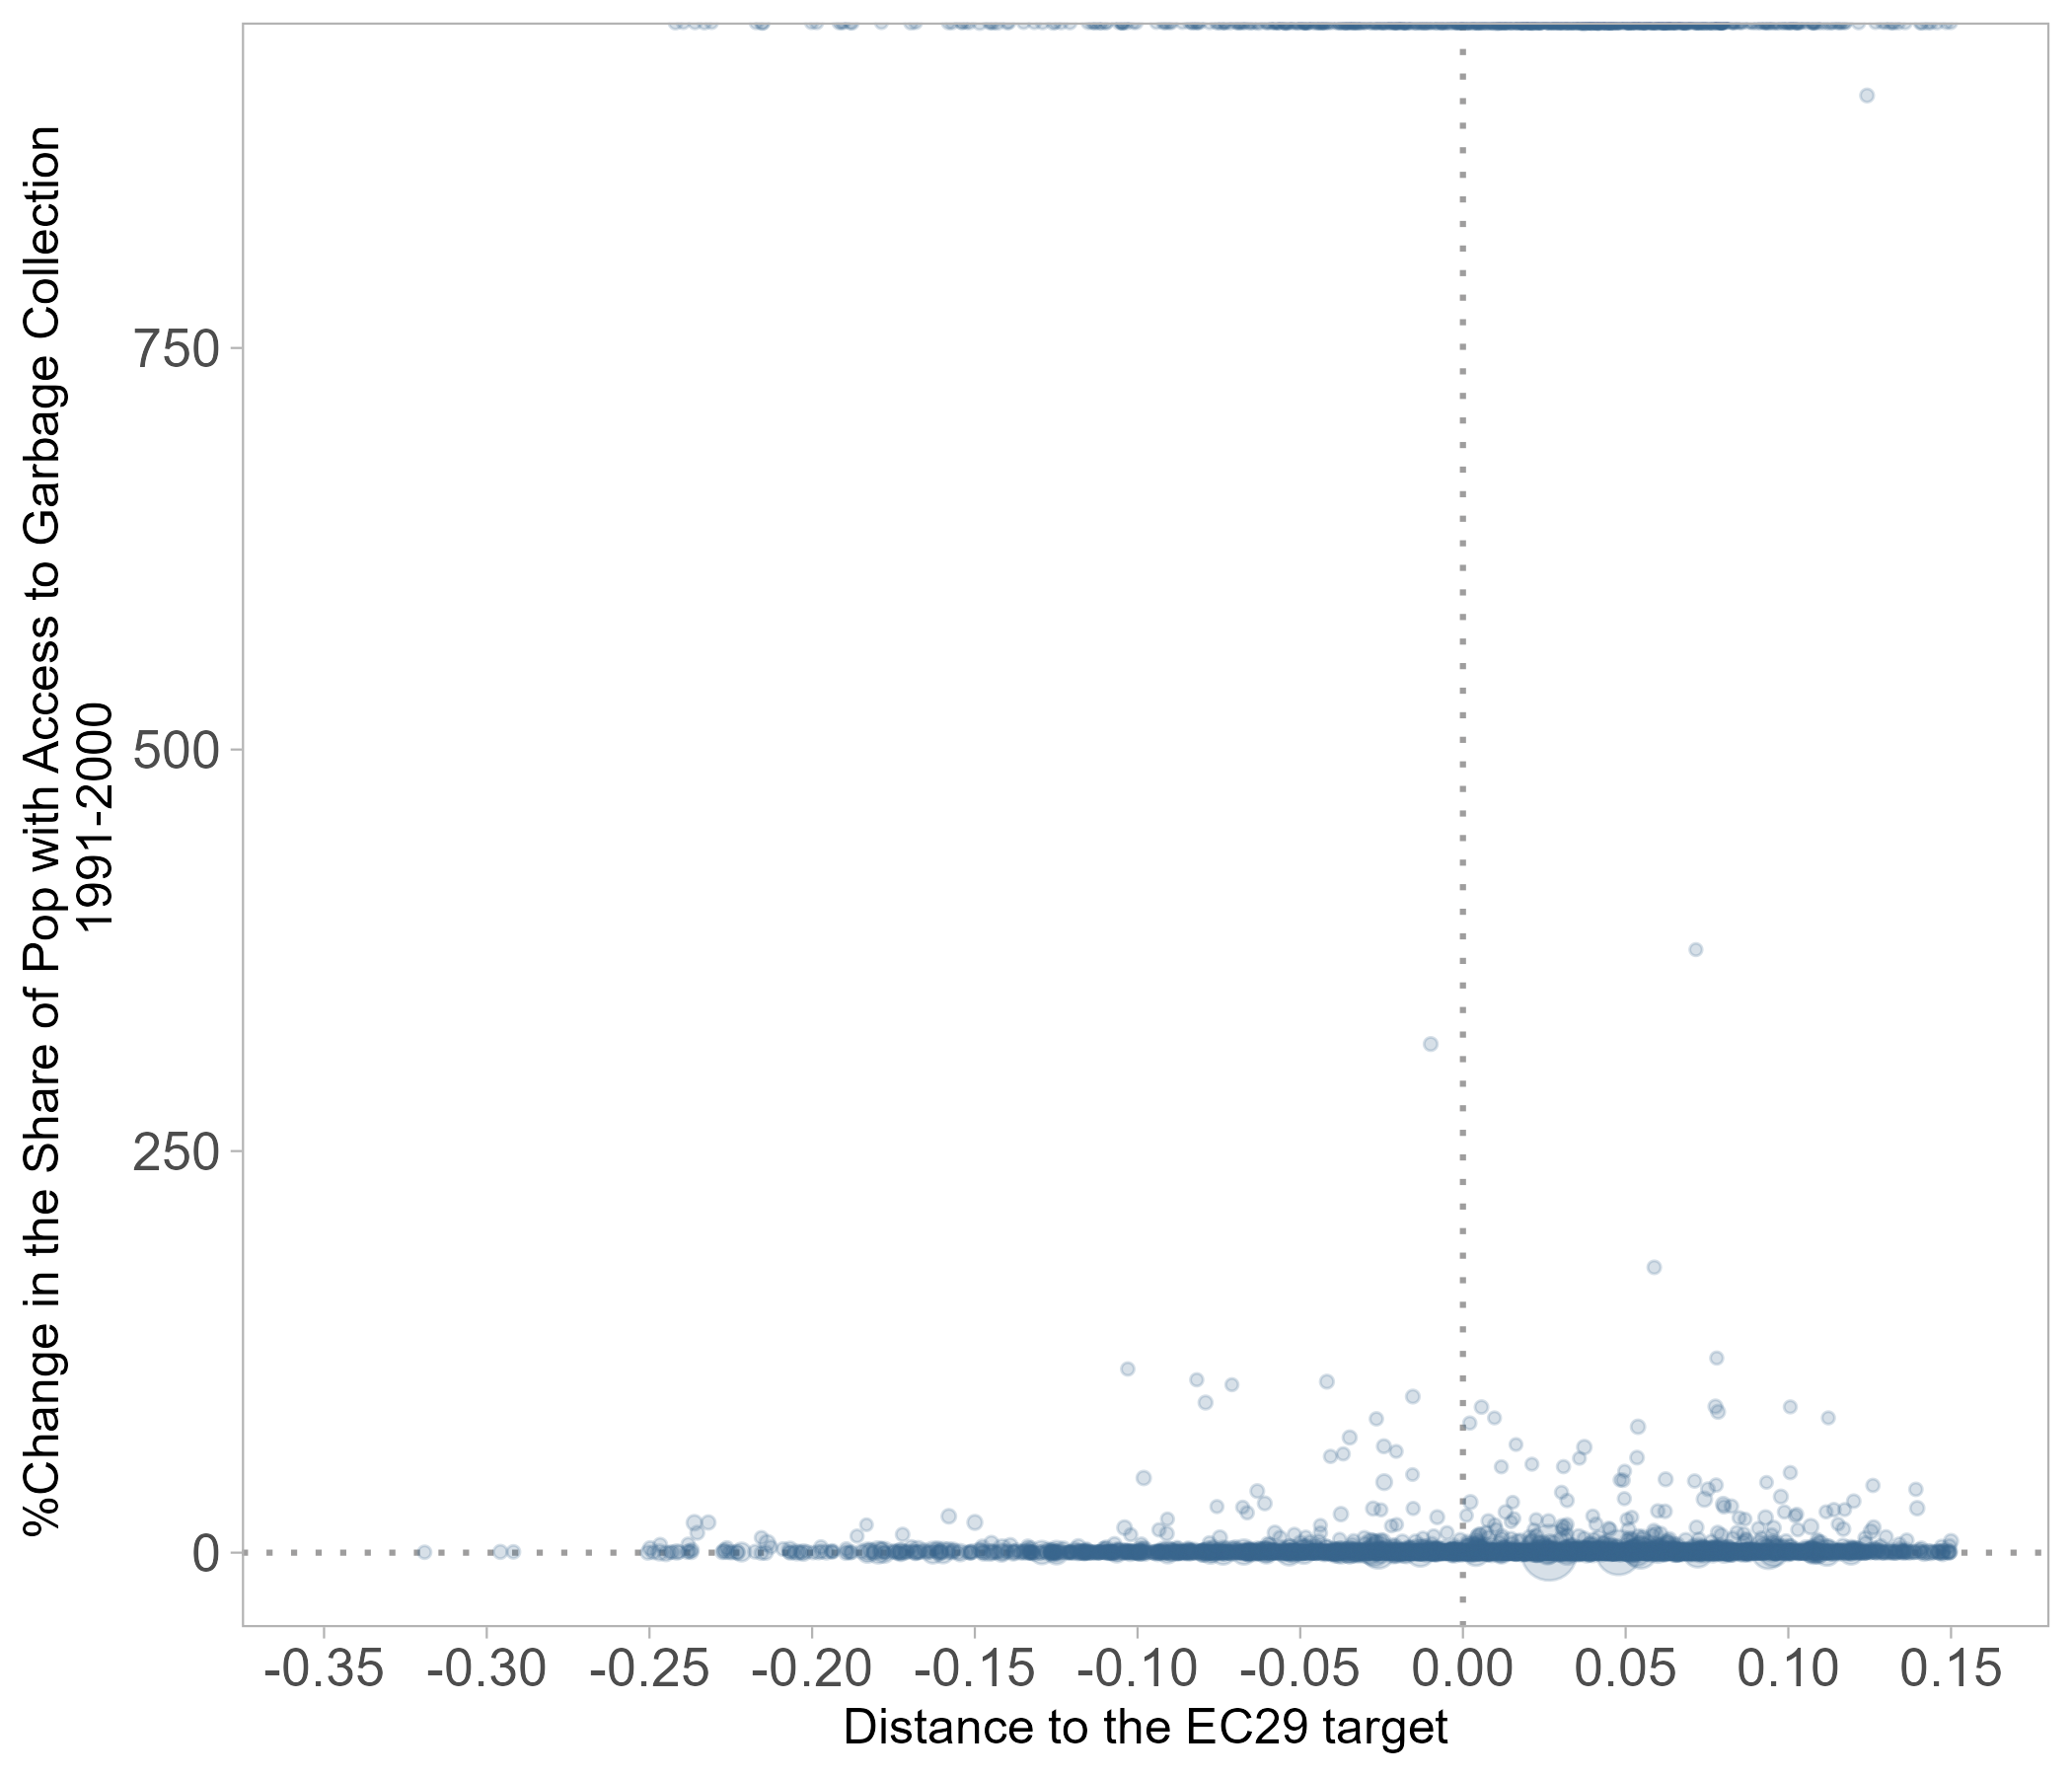 %Change in the Share of Pop with Access to Garbage Collection
1991-2000
750
500
250
0
-0.35 -0.30 -0.25 -0.20 -0.15 -0.10 -0.05 0.00 0.05 0.10 0.15
Distance to the EC29 target